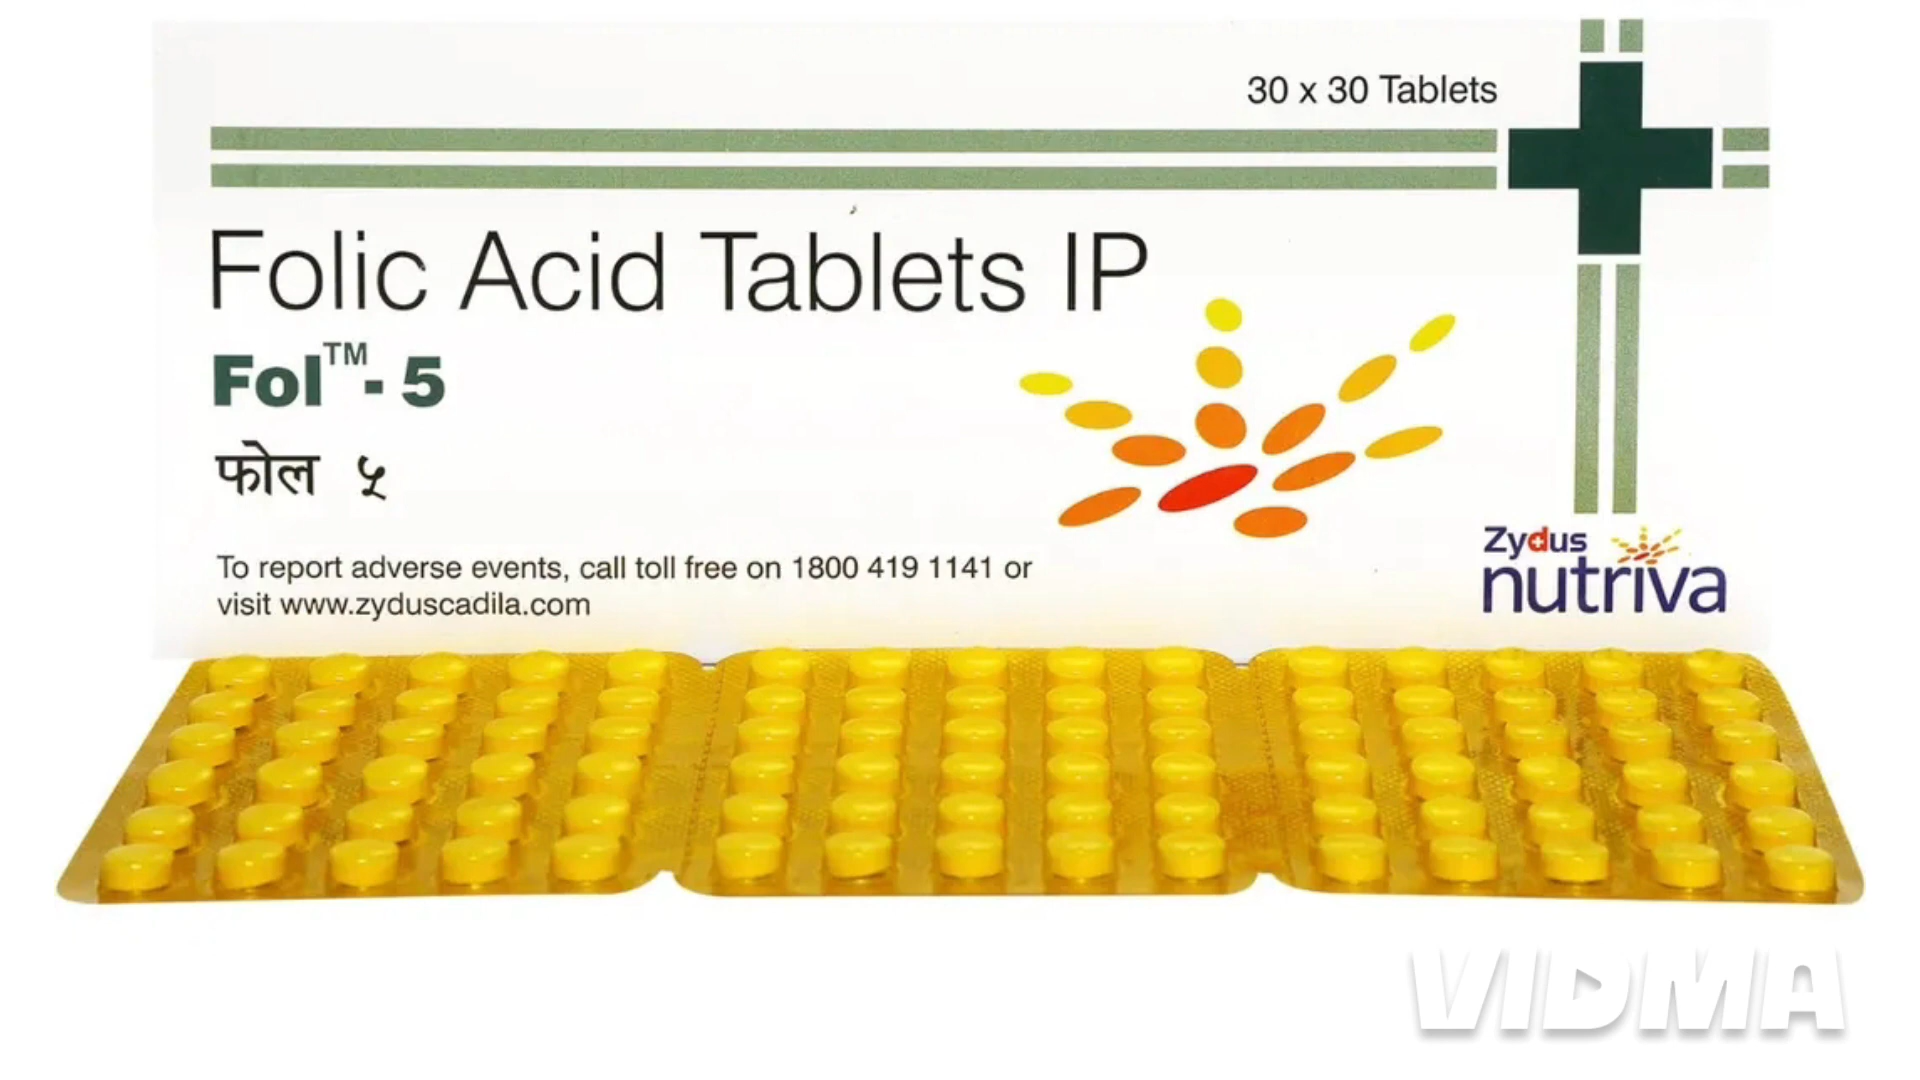 30 x 30 Tablets
Folic Acid Tablets IP
Fol™- 5
फोल ५
To report adverse events, call toll free on 1800 419 1141 or
visit www.zyduscadila.com
Zydus
nutriva
VIDMA